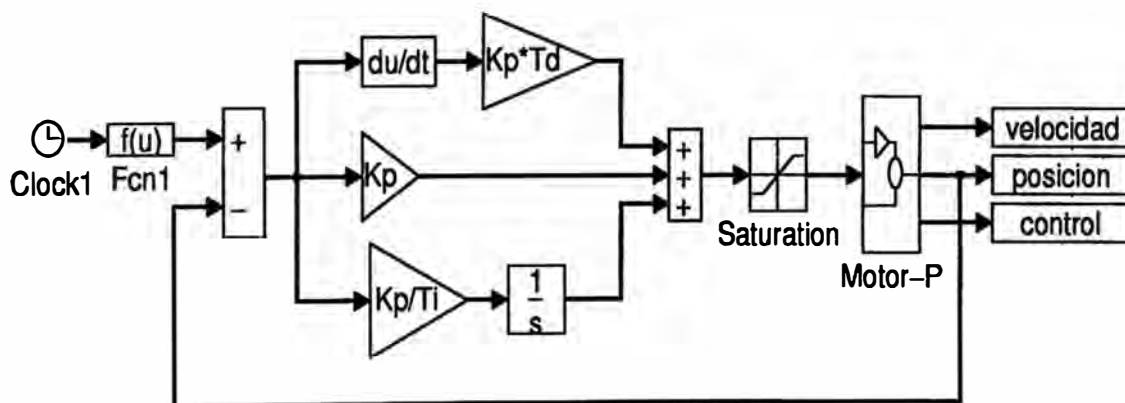 du/dt
Kp*Td
Clock1
f(u)
Fcn1
+
−
Kp
+
+
+
Saturation
Motor−P
velocidad
posicion
control
Kp/Ti
1
s